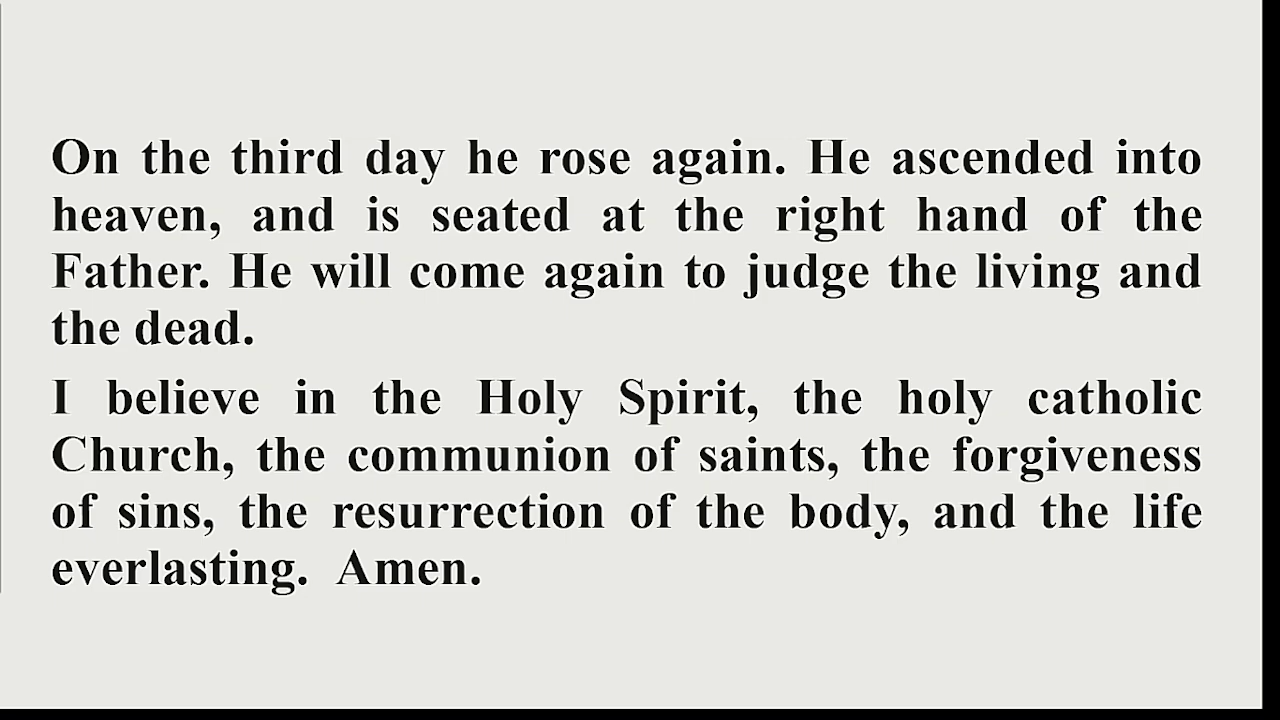 On the third day he rose again. He ascended into
heaven, and is seated at the right hand of the
Father. He will come again to judge the living and
the dead.
I believe in the Holy Spirit, the holy catholic
Church, the communion of saints, the forgiveness
of sins, the resurrection of the body, and the life
everlasting.  Amen.